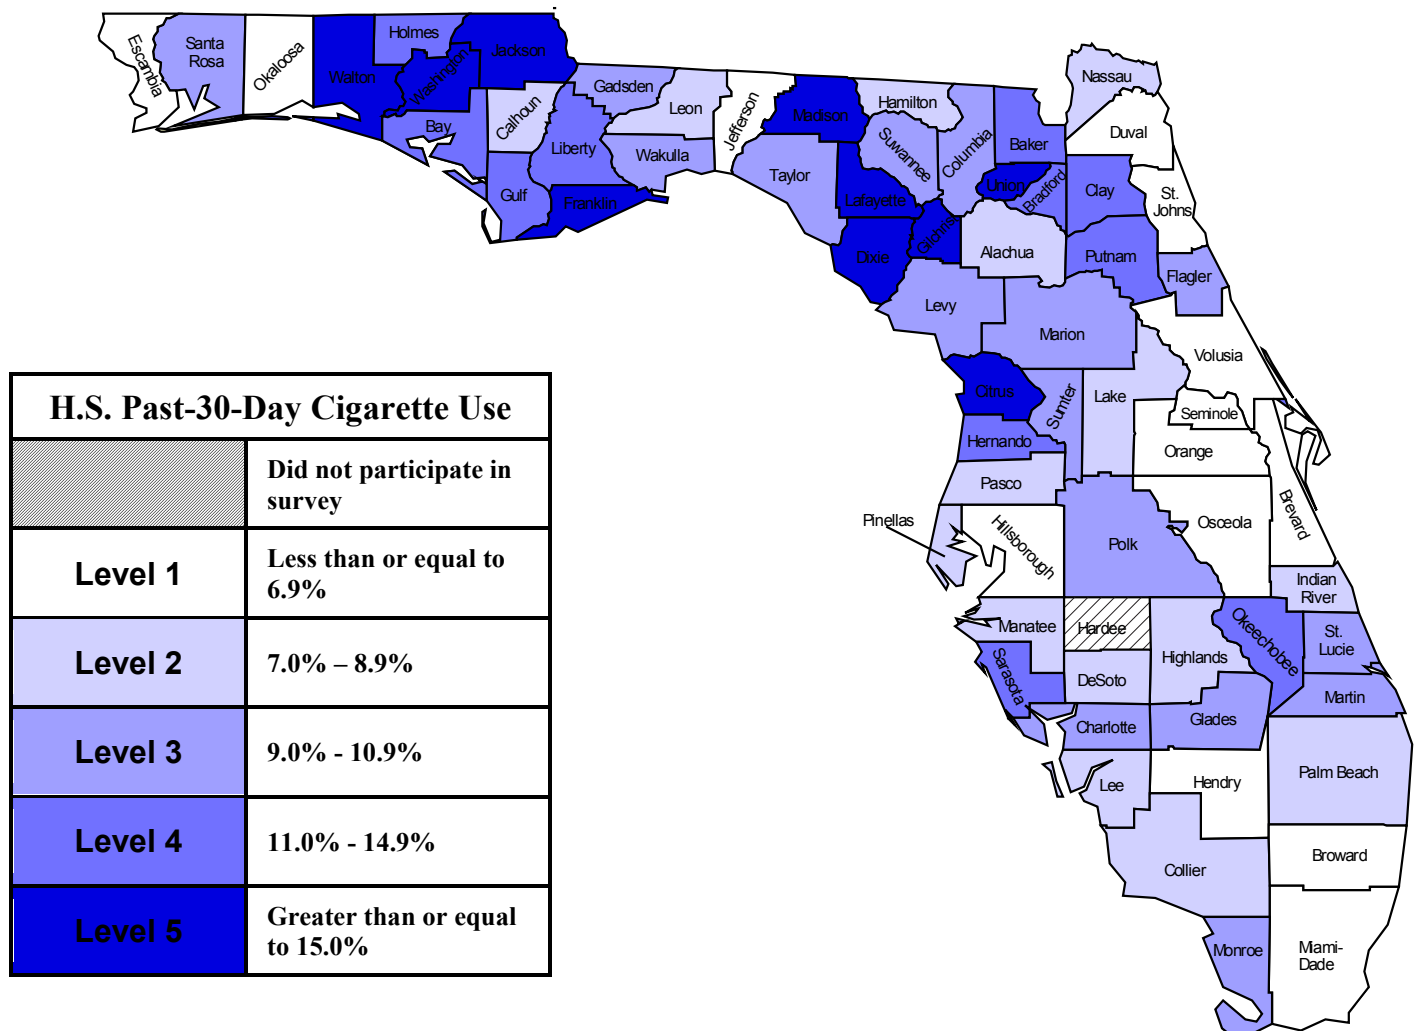 Escambia
Santa
Rosa
Okaloosa
Walton
Holmes
Washington
Jackson
Bay
Calhoun
Gulf
Liberty
Franklin
Gadsden
Leon
Wakulla
Jefferson
Madison
Taylor
Hamilton
Suwannee
Lafayette
Dixie
Columbia
Gilchrist
Baker
Union
Bradford
Alachua
Nassau
Duval
Clay
St.
Johns
Putnam
Flagler
Levy
Marion
Volusia
Citrus
Sumter
Lake
Seminole
Orange
Hernando
Pasco
Pinellas
Hillsborough
Polk
Osceola
Brevard
Indian
River
Manatee
Hardee
Highlands
Okeechobee
St.
Lucie
Sarasota
DeSoto
Martin
Charlotte
Glades
Lee
Hendry
Palm Beach
Collier
Broward
Monroe
Miami-
Dade
H.S. Past-30-Day Cigarette Use
Did not participate in
survey
Level 1
Less than or equal to
6.9%
Level 2
7.0% – 8.9%
Level 3
9.0% - 10.9%
Level 4
11.0% - 14.9%
Level 5
Greater than or equal
to 15.0%